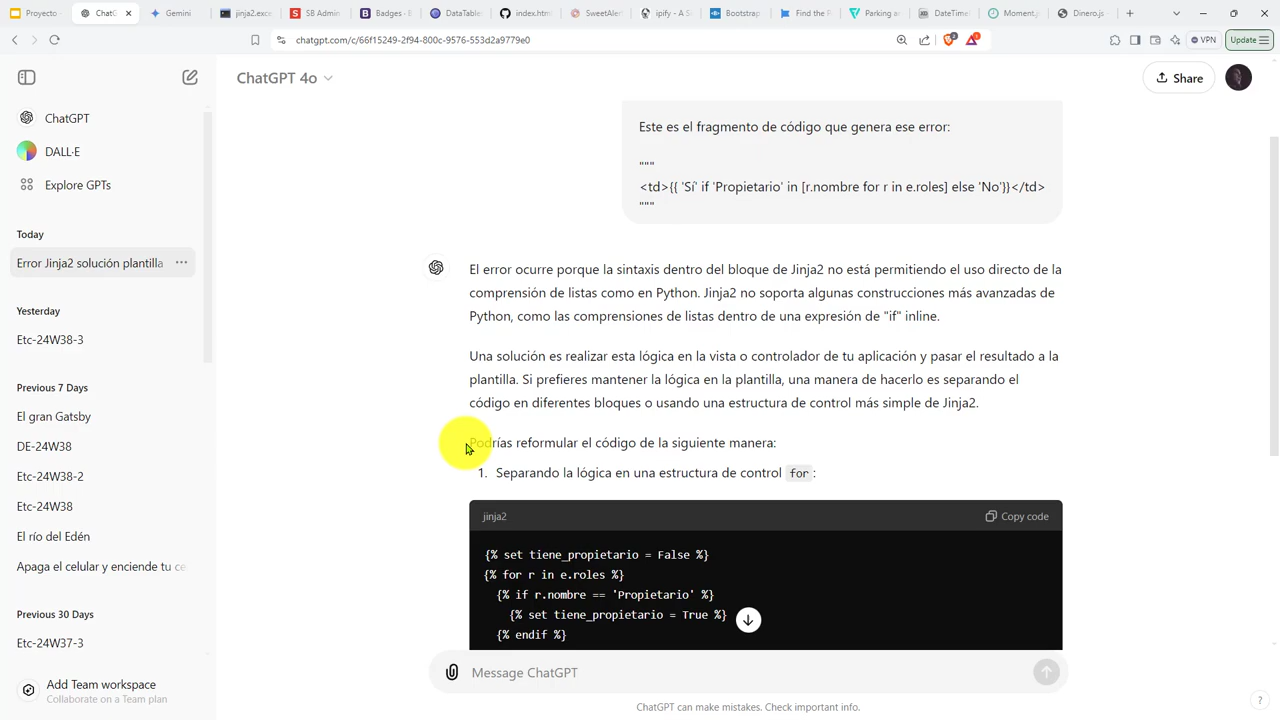 Proyecto
ChatG
Gemini
jinja2.exce
SB Admin
Badges - B
DataTable
index.htm
SweetAler
ipify - A S
Bootstrap
Find the P
Parking an
DateTime
Moment.j
Dinero.js
chatgpt.com/c/66f15249-2f94-800c-9576-553d2a9779e0
VPN
Update
ChatGPT 4o
Share
ChatGPT
DALL·E
Explore GPTs
Today
Error Jinja2 solución plantilla
Yesterday
Etc-24W38-3
Previous 7 Days
El gran Gatsby
DE-24W38
Etc-24W38-2
Etc-24W38
El río del Edén
Apaga el celular y enciende tu ce
Previous 30 Days
Etc-24W37-3
Add Team workspace
Collaborate on a Team plan
Este es el fragmento de código que genera ese error:
"""
<td>{{ 'Sí' if 'Propietario' in [r.nombre for r in e.roles] else 'No'}}</td>
"""
El error ocurre porque la sintaxis dentro del bloque de Jinja2 no está permitiendo el uso directo de la
comprensión de listas como en Python. Jinja2 no soporta algunas construcciones más avanzadas de
Python, como las comprensiones de listas dentro de una expresión de "if" inline.
Una solución es realizar esta lógica en la vista o controlador de tu aplicación y pasar el resultado a la
plantilla. Si prefieres mantener la lógica en la plantilla, una manera de hacerlo es separando el
código en diferentes bloques o usando una estructura de control más simple de Jinja2.
Podrías reformular el código de la siguiente manera:
1. Separando la lógica en una estructura de control for:
jinja2
Copy code
{% set tiene_propietario = False %}
{% for r in e.roles %}
{% if r.nombre == 'Propietario' %}
{% set tiene_propietario = True %}
{% endif %}
Message ChatGPT
ChatGPT can make mistakes. Check important info.
?